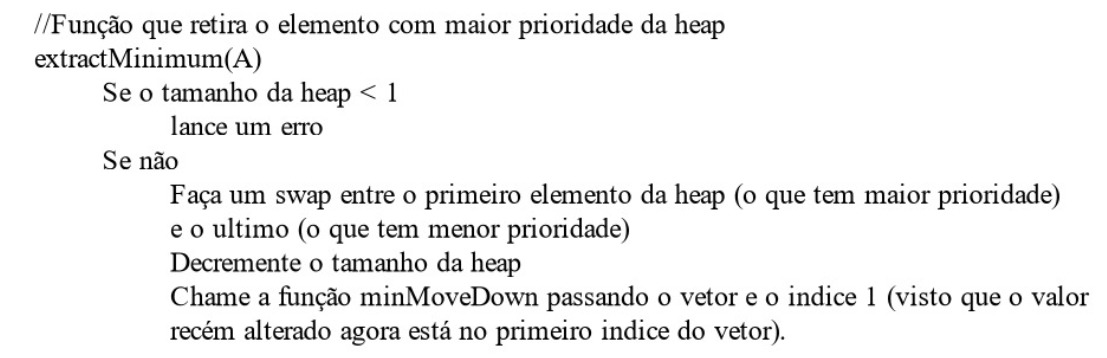 //Função que retira o elemento com maior prioridade da heap
extractMinimum(A)
Se o tamanho da heap < 1
lance um erro
Se não
Faça um swap entre o primeiro elemento da heap (o que tem maior prioridade)
e o ultimo (o que tem menor prioridade)
Decremente o tamanho da heap
Chame a função minMoveDown passando o vetor e o indice 1 (visto que o valor
recém alterado agora está no primeiro indice do vetor).